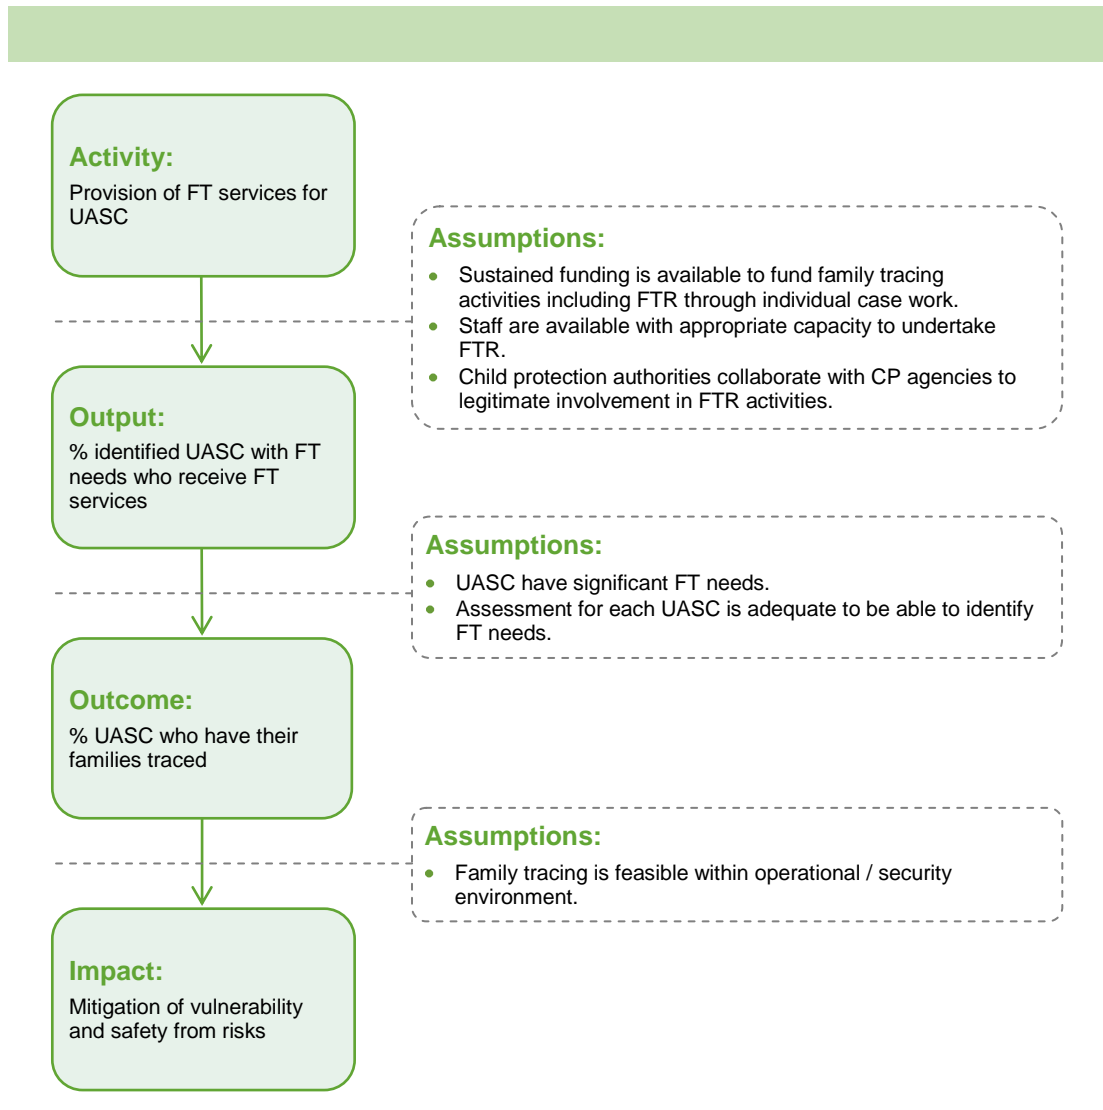 Activity:
Provision of FT services for
UASC
Assumptions:
• Sustained funding is available to fund family tracing
activities including FTR through individual case work.
• Staff are available with appropriate capacity to undertake
FTR.
• Child protection authorities collaborate with CP agencies to
legitimate involvement in FTR activities.
Output:
% identified UASC with FT
needs who receive FT
services
Assumptions:
• UASC have significant FT needs.
• Assessment for each UASC is adequate to be able to identify
FT needs.
Outcome:
% UASC who have their
families traced
Assumptions:
• Family tracing is feasible within operational / security
environment.
Impact:
Mitigation of vulnerability
and safety from risks